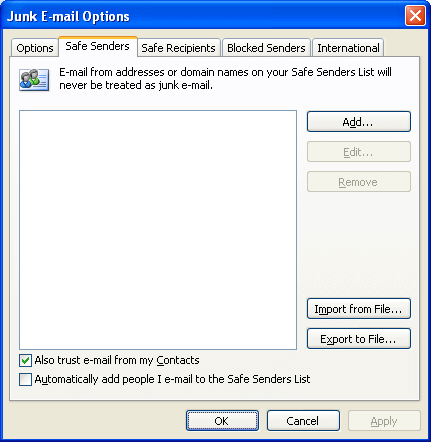 Junk E-mail Options
Options
Safe Senders
Safe Recipients
Blocked Senders
International
E-mail from addresses or domain names on your Safe Senders List will
never be treated as junk e-mail.
Add...
Edit...
Remove
Import from File...
Export to File...
Also trust e-mail from my Contacts
Automatically add people I e-mail to the Safe Senders List
OK
Cancel
Apply